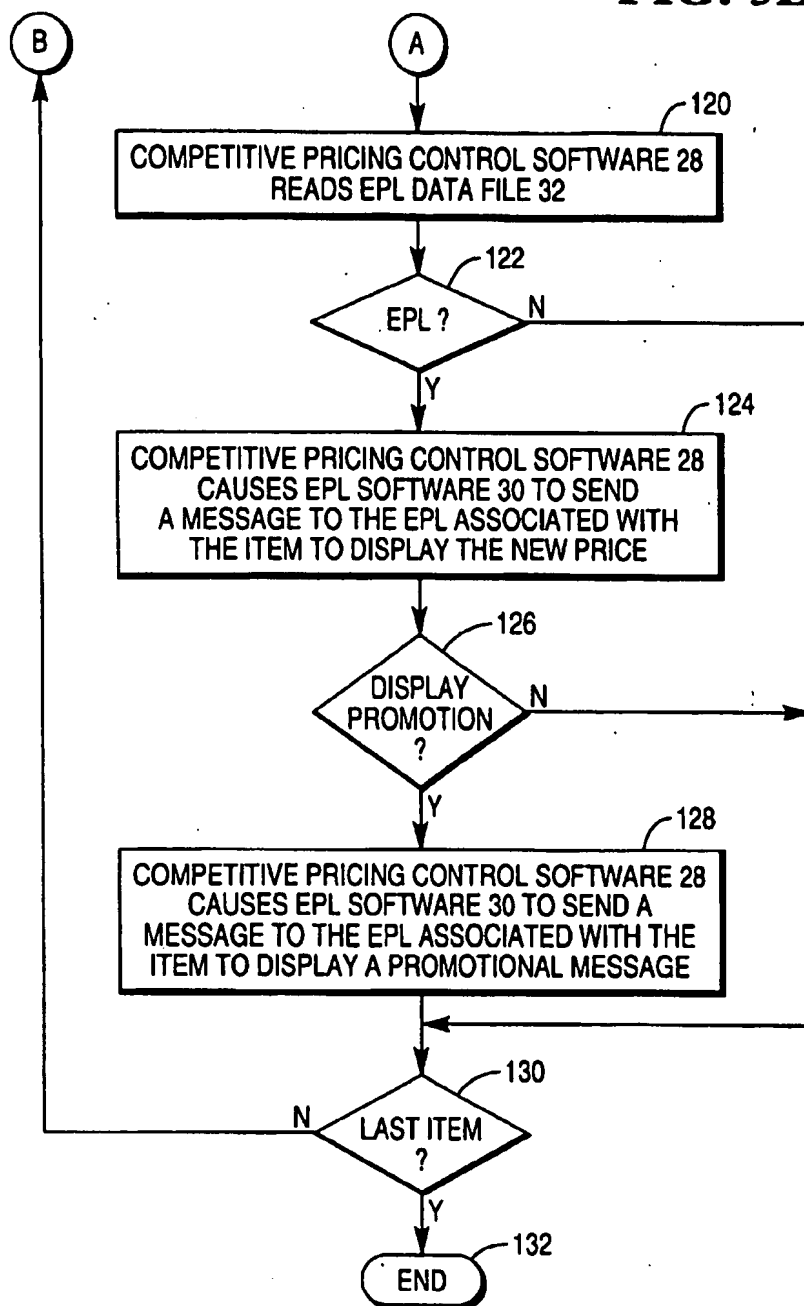 B
A
120
COMPETITIVE PRICING CONTROL SOFTWARE 28
READS EPL DATA FILE 32
122
EPL ?
N
Y
124
COMPETITIVE PRICING CONTROL SOFTWARE 28
CAUSES EPL SOFTWARE 30 TO SEND
A MESSAGE TO THE EPL ASSOCIATED WITH
THE ITEM TO DISPLAY THE NEW PRICE
126
DISPLAY
PROMOTION
?
N
Y
128
COMPETITIVE PRICING CONTROL SOFTWARE 28
CAUSES EPL SOFTWARE 30 TO SEND A
MESSAGE TO THE EPL ASSOCIATED WITH THE
ITEM TO DISPLAY A PROMOTIONAL MESSAGE
130
N
LAST ITEM
?
Y
132
END